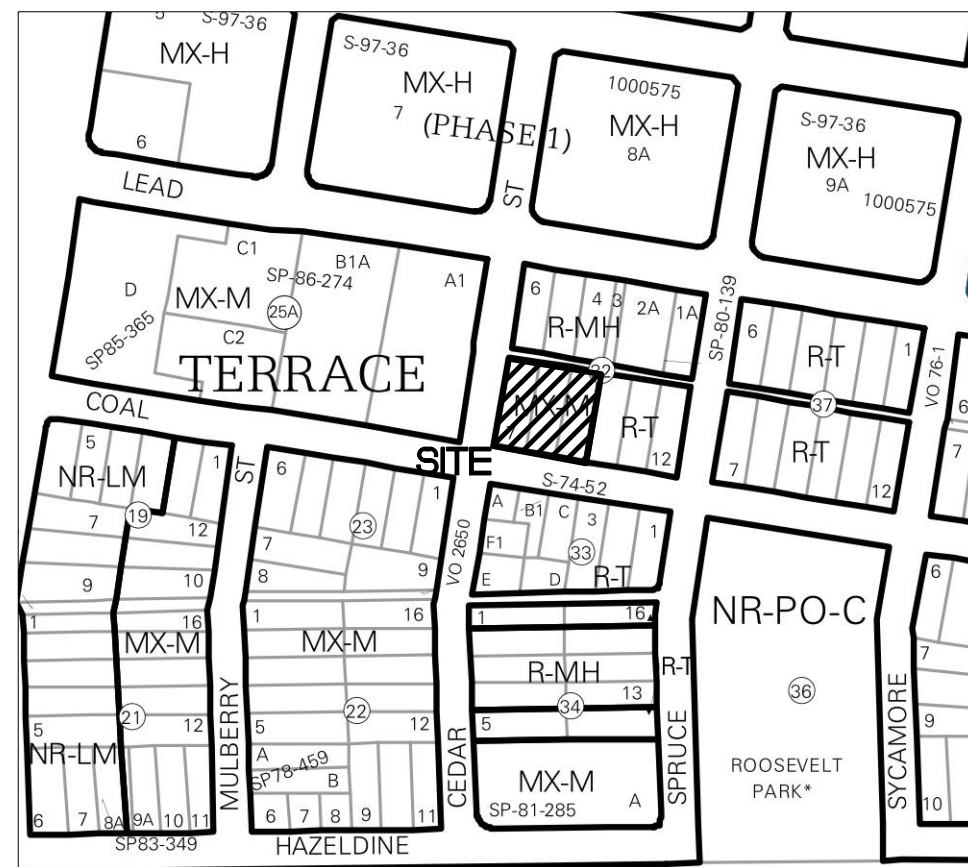 5 S-97-36
MX-H
6
S-97-36
MX-H
7
(PHASE 1)
1000575
MX-H
8A
S-97-36
MX-H
9A
1000575
LEAD
ST
C1
B1A
A1
SP-86-274
D
MX-M
25A
SP85-365
C2
TERRACE
6
4
3
2A
1A
R-MH
32
SP-80-139
6
1
R-T
37
VO 76-1
6
7
MX-M
7
R-T
12
R-T
7
12
COAL
SITE
S-74-52
5
1
ST
NR-LM
19
7
12
9
10
6
1
23
7
8
9
VO 2650
A
B1
C
3
1
F1
33
E
D
R-T
NR-PO-C
36
ROOSEVELT
PARK*
6
7
9
10
1
16
MX-M
21
5
12
NR-LM
6
7
8A
9A
10
11
SP83-349
MULBERRY
1
16
MX-M
22
5
12
A
SP78-459
B
6
7
8
9
11
HAZELDINE
CEDAR
1
16
R-MH
R-T
13
34
5
MX-M
SP-81-285
A
SPRUCE
SYCAMORE